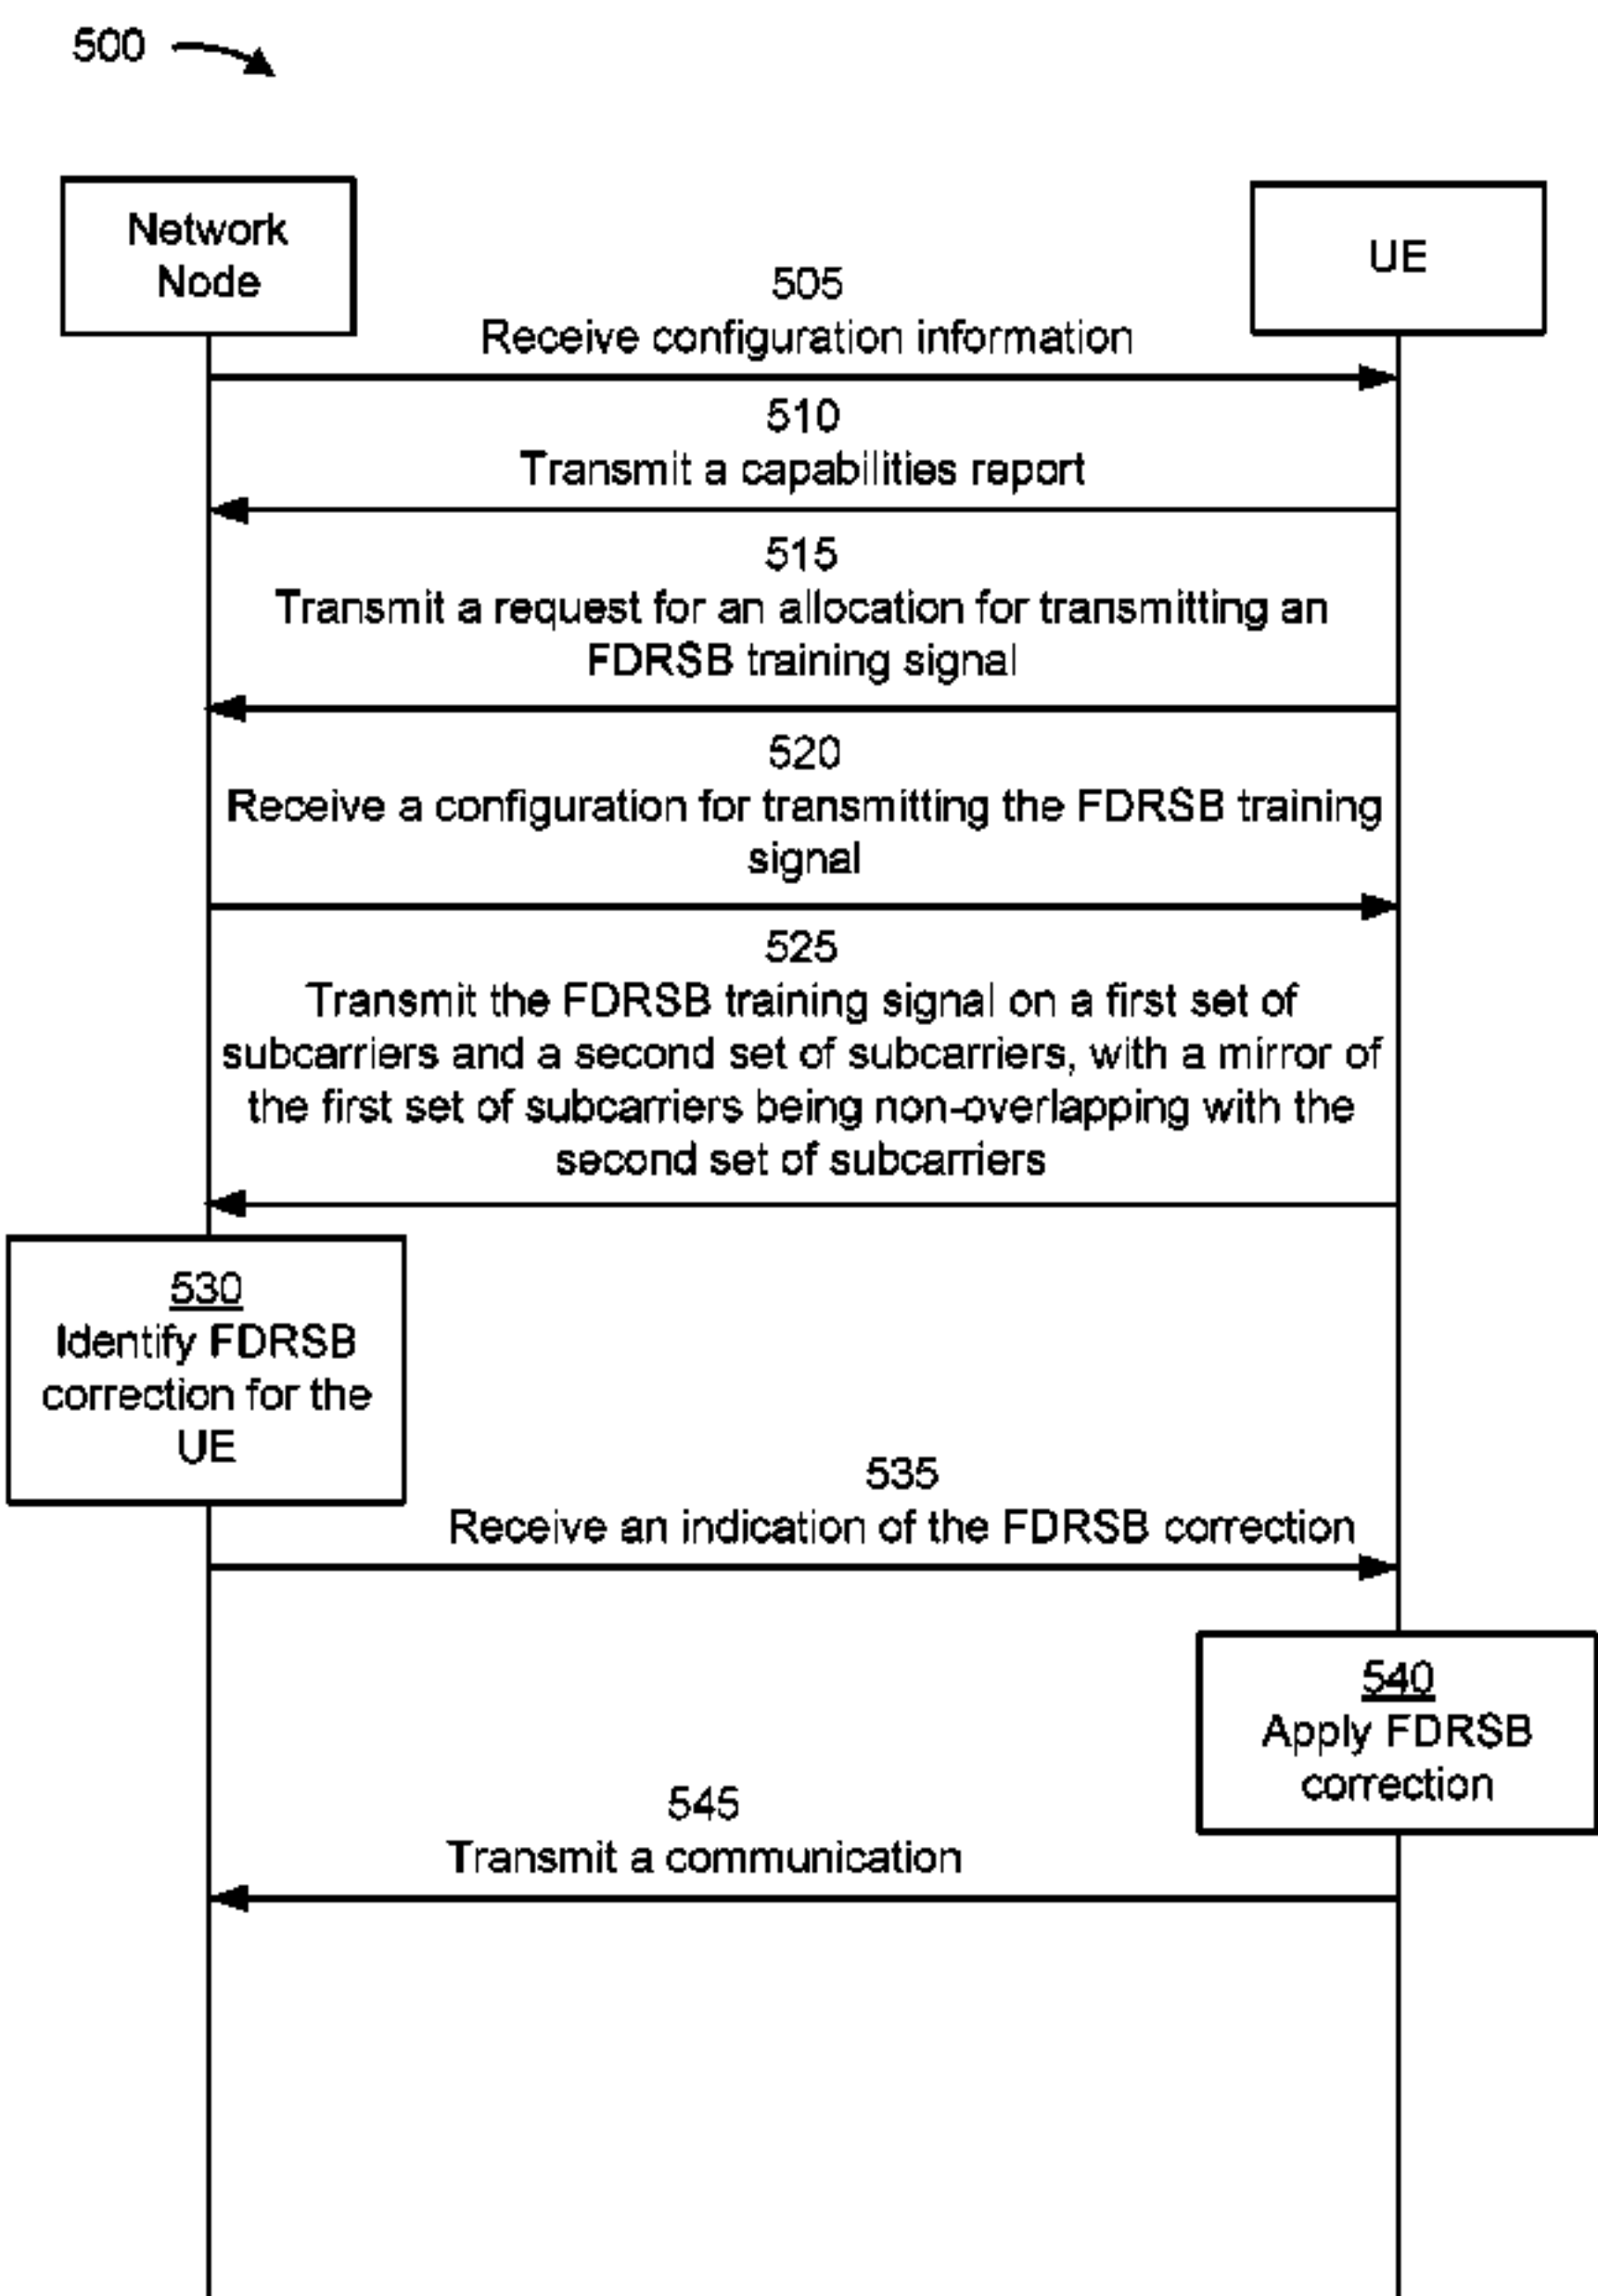 500
Network
Node
UE
505
Receive configuration information
510
Transmit a capabilities report
515
Transmit a request for an allocation for transmitting an
FDRSB training signal
520
Receive a configuration for transmitting the FDRSB training
signal
525
Transmit the FDRSB training signal on a first set of
subcarriers and a second set of subcarriers, with a mirror of
the first set of subcarriers being non-overlapping with the
second set of subcarriers
530
Identify FDRSB
correction for the
UE
535
Receive an indication of the FDRSB correction
540
Apply FDRSB
correction
545
Transmit a communication